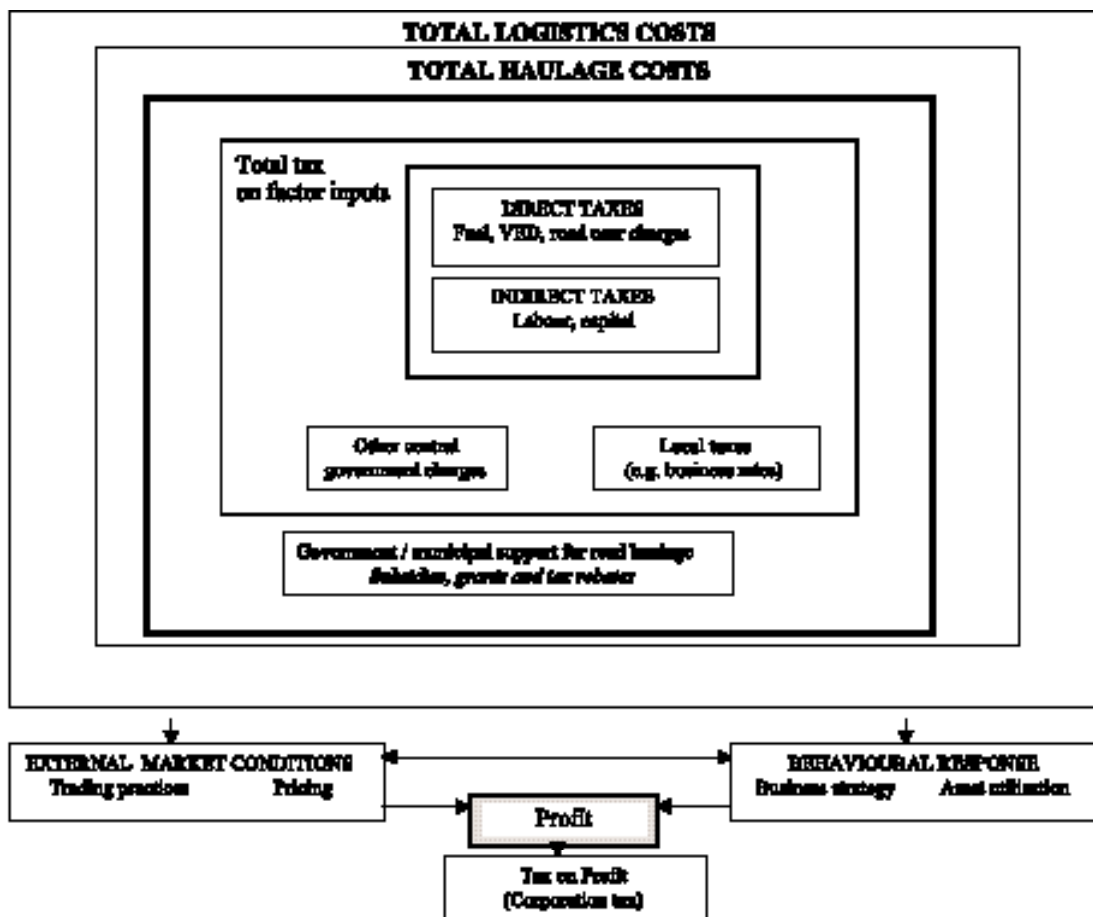 TOTAL LOGISTICS COSTS
TOTAL HAULAGE COSTS
Total tax
on factor inputs
DIRECT TAXES
Fuel, VED, road user charges
INDIRECT TAXES
Labour, capital
Other central
government charges
Local taxes
(e.g. business rates)
Government / municipal support for road haulage
Subsidies, grants and tax rebates
EXTERNAL MARKET CONDITIONS
Trading practices Pricing
BEHAVIOURAL RESPONSE
Business strategy Asset utilisation
Profit
Tax on Profit
(Corporation tax)